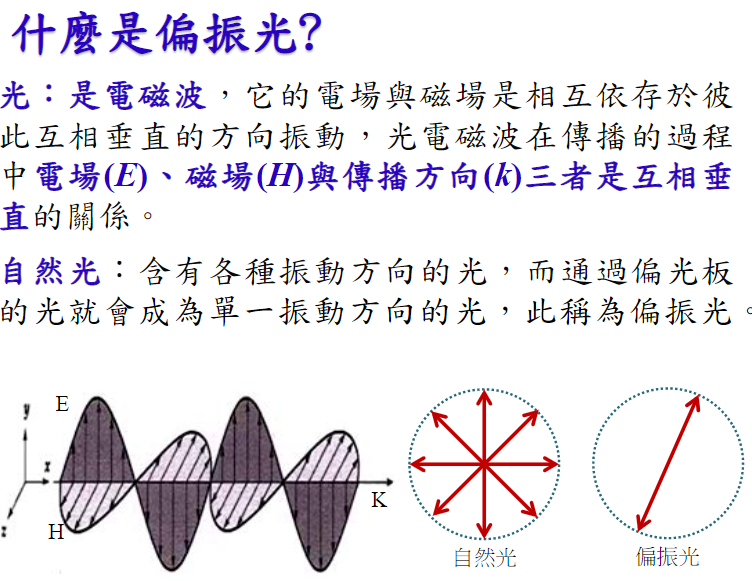 什麼是偏振光?
光：是電磁波，它的電場與磁場是相互依存於彼
此互相垂直的方向振動，光電磁波在傳播的過程
中電場(E)、磁場(H)與傳播方向(k)三者是互相垂
直的關係。
自然光：含有各種振動方向的光，而通過偏光板
的光就會成為單一振動方向的光，此稱為偏振光。
E
y
x
K
z
H
自然光
偏振光